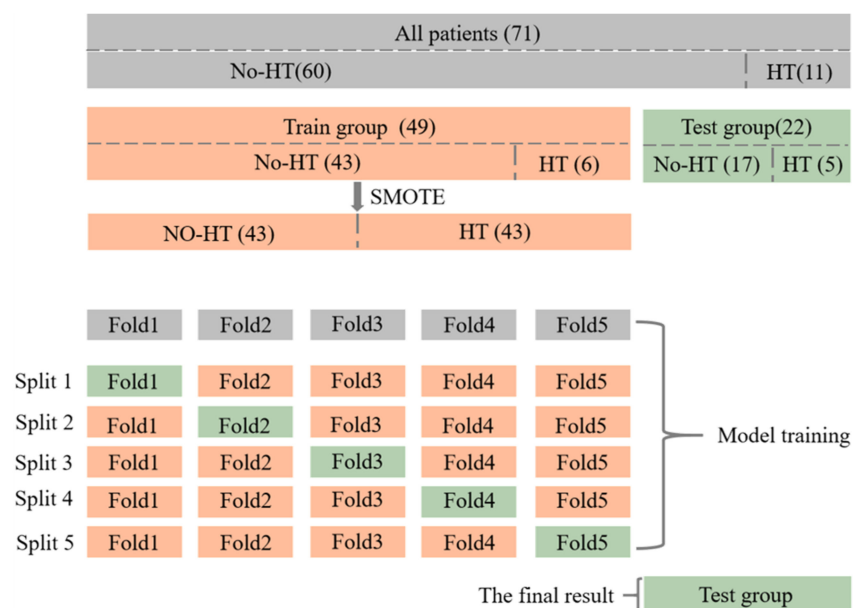 All patients (71)
No-HT(60) HT(11)
Train group (49) Test group(22)
No-HT (43) HT (6) No-HT (17) HT (5)
SMOTE
NO-HT (43) HT (43)
Fold1 Fold2 Fold3 Fold4 Fold5
Split 1 Fold1 Fold2 Fold3 Fold4 Fold5
Split 2 Fold1 Fold2 Fold3 Fold4 Fold5
Model training
Split 3 Fold1 Fold2 Fold3 Fold4 Fold5
Split 4 Fold1 Fold2 Fold3 Fold4 Fold5
Split 5 Fold1 Fold2 Fold3 Fold4 Fold5
The final result Test group